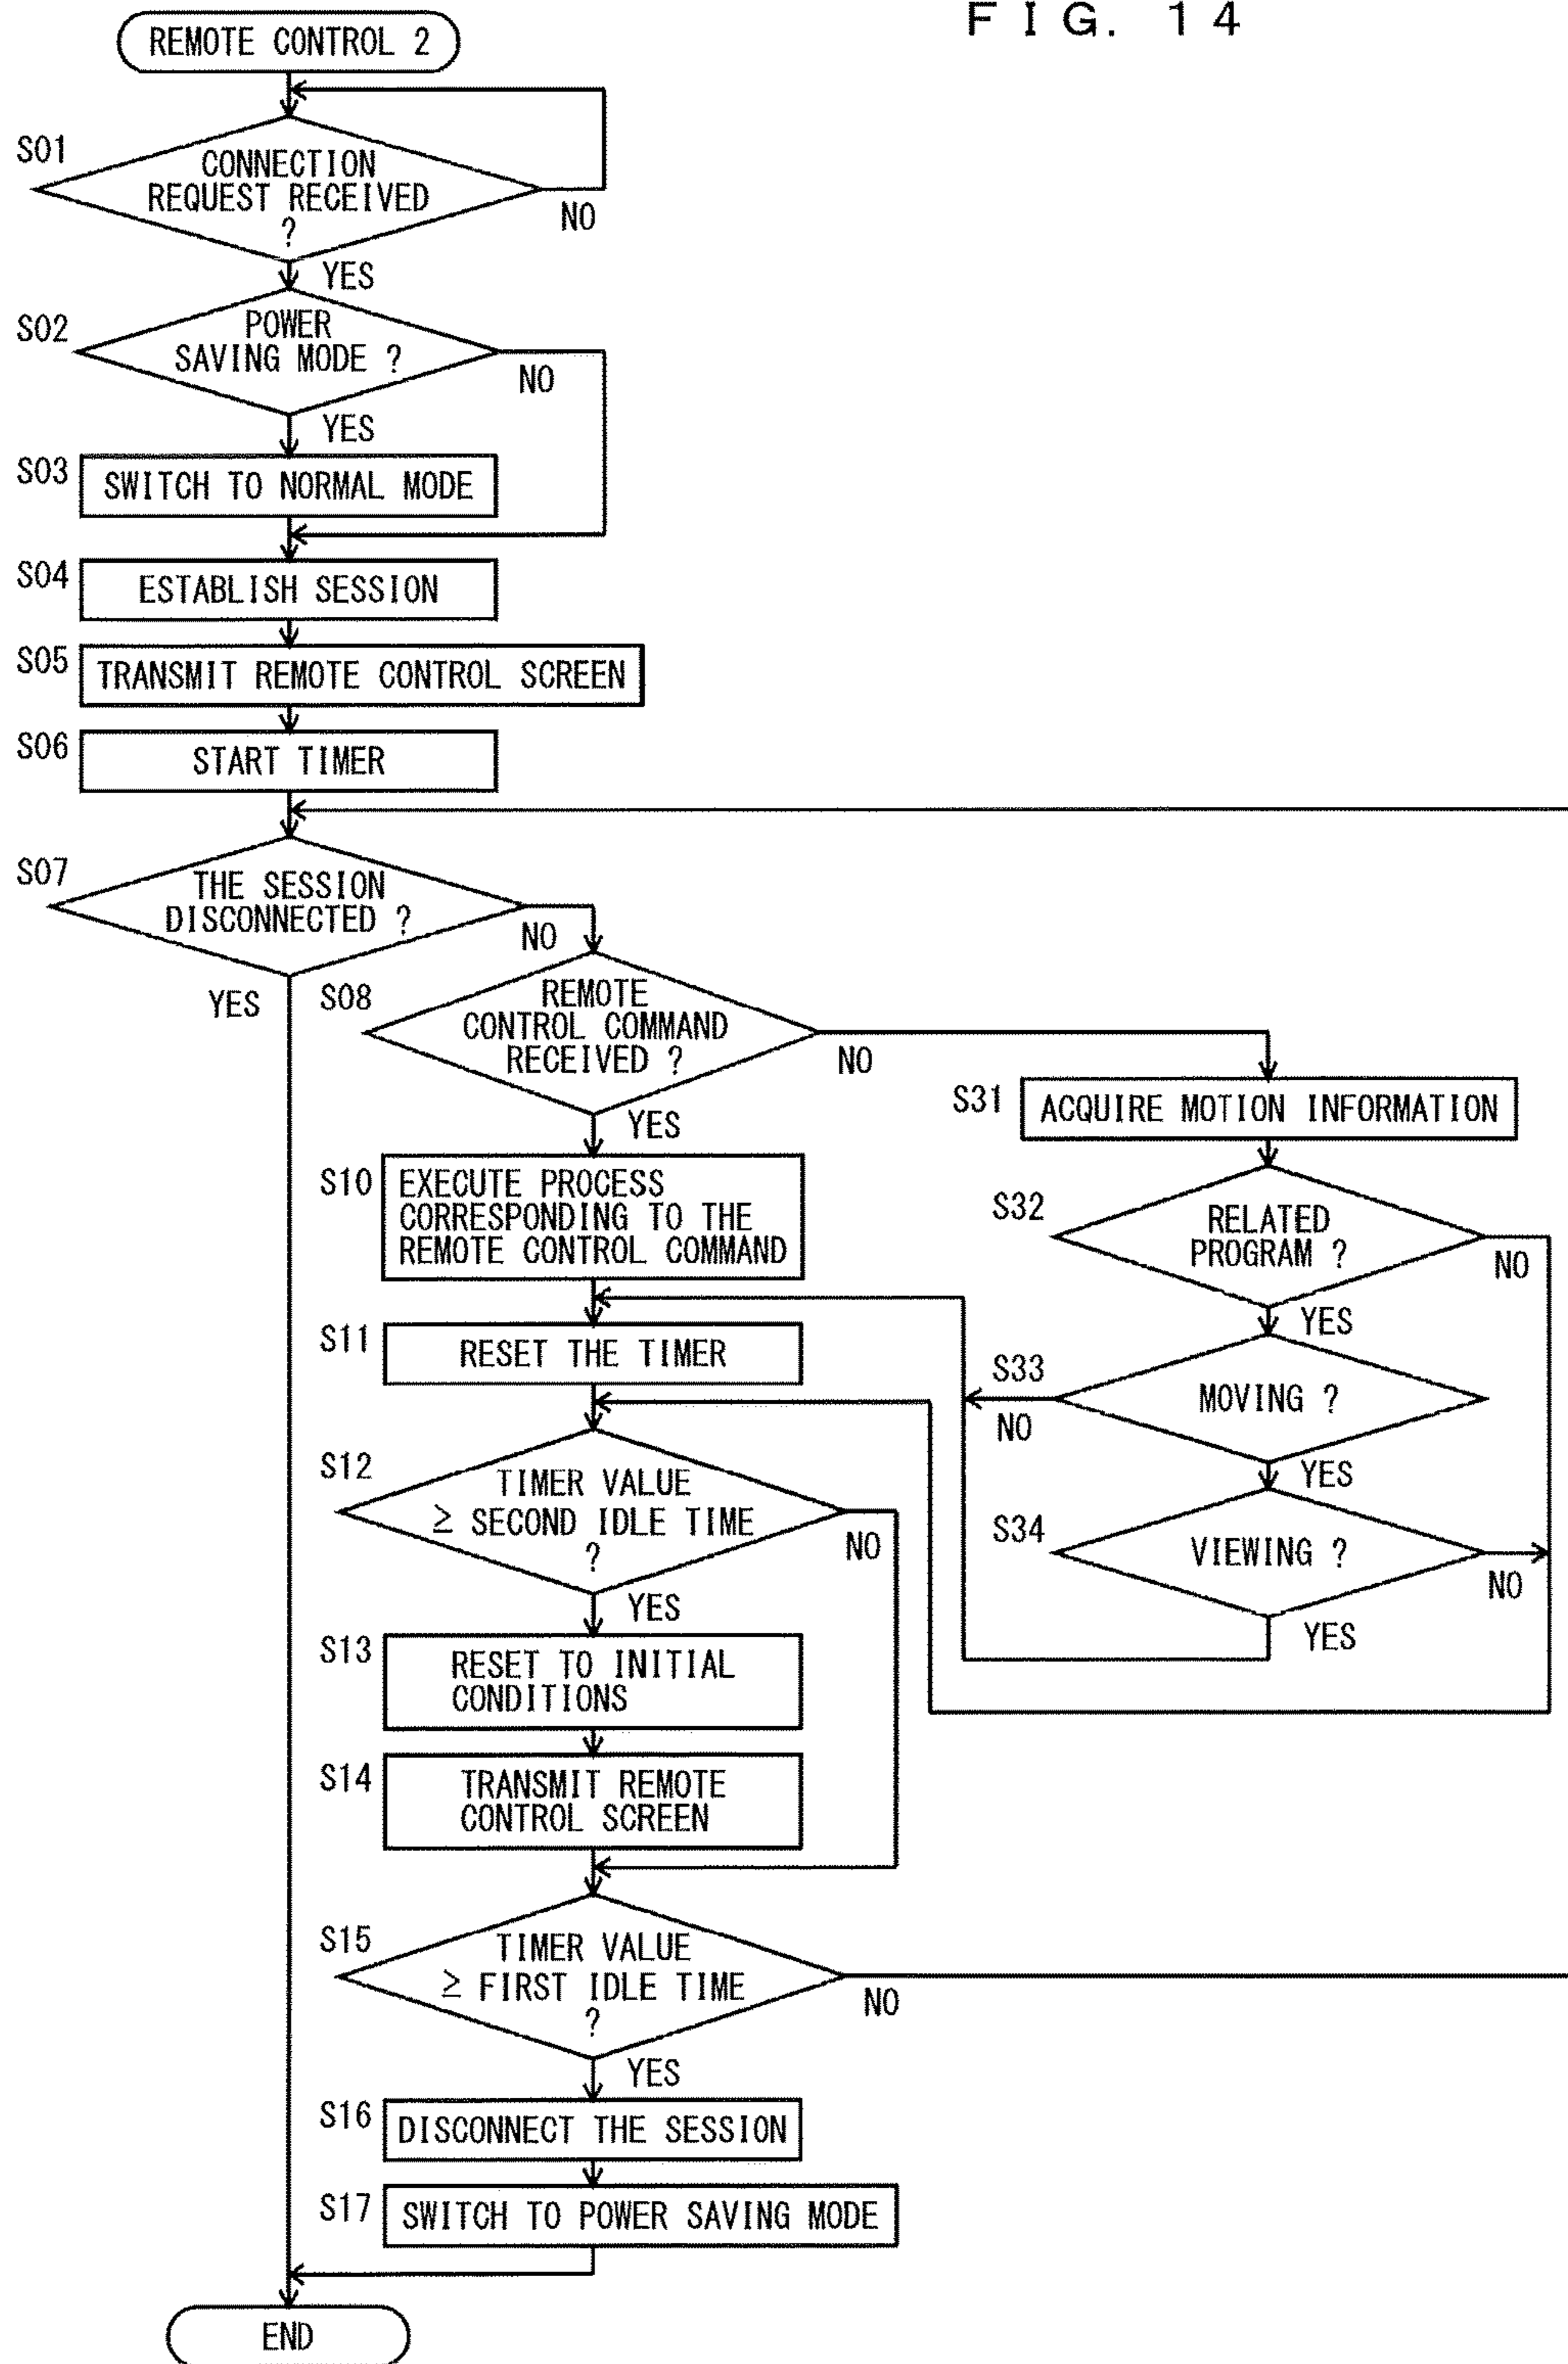 FIG. 14
REMOTE CONTROL 2
S01
CONNECTION
REQUEST RECEIVED
?
NO
YES
S02
POWER
SAVING MODE ?
NO
YES
S03
SWITCH TO NORMAL MODE
S04
ESTABLISH SESSION
S05
TRANSMIT REMOTE CONTROL SCREEN
S06
START TIMER
S07
THE SESSION
DISCONNECTED ?
NO
YES
S08
REMOTE
CONTROL COMMAND
RECEIVED ?
NO
YES
S31
ACQUIRE MOTION INFORMATION
S32
RELATED
PROGRAM ?
NO
YES
S33
MOVING ?
NO
YES
S34
VIEWING ?
NO
YES
S10
EXECUTE PROCESS
CORRESPONDING TO THE
REMOTE CONTROL COMMAND
S11
RESET THE TIMER
S12
TIMER VALUE
≥ SECOND IDLE TIME
?
NO
YES
S13
RESET TO INITIAL
CONDITIONS
S14
TRANSMIT REMOTE
CONTROL SCREEN
S15
TIMER VALUE
≥ FIRST IDLE TIME
?
NO
YES
S16
DISCONNECT THE SESSION
S17
SWITCH TO POWER SAVING MODE
END